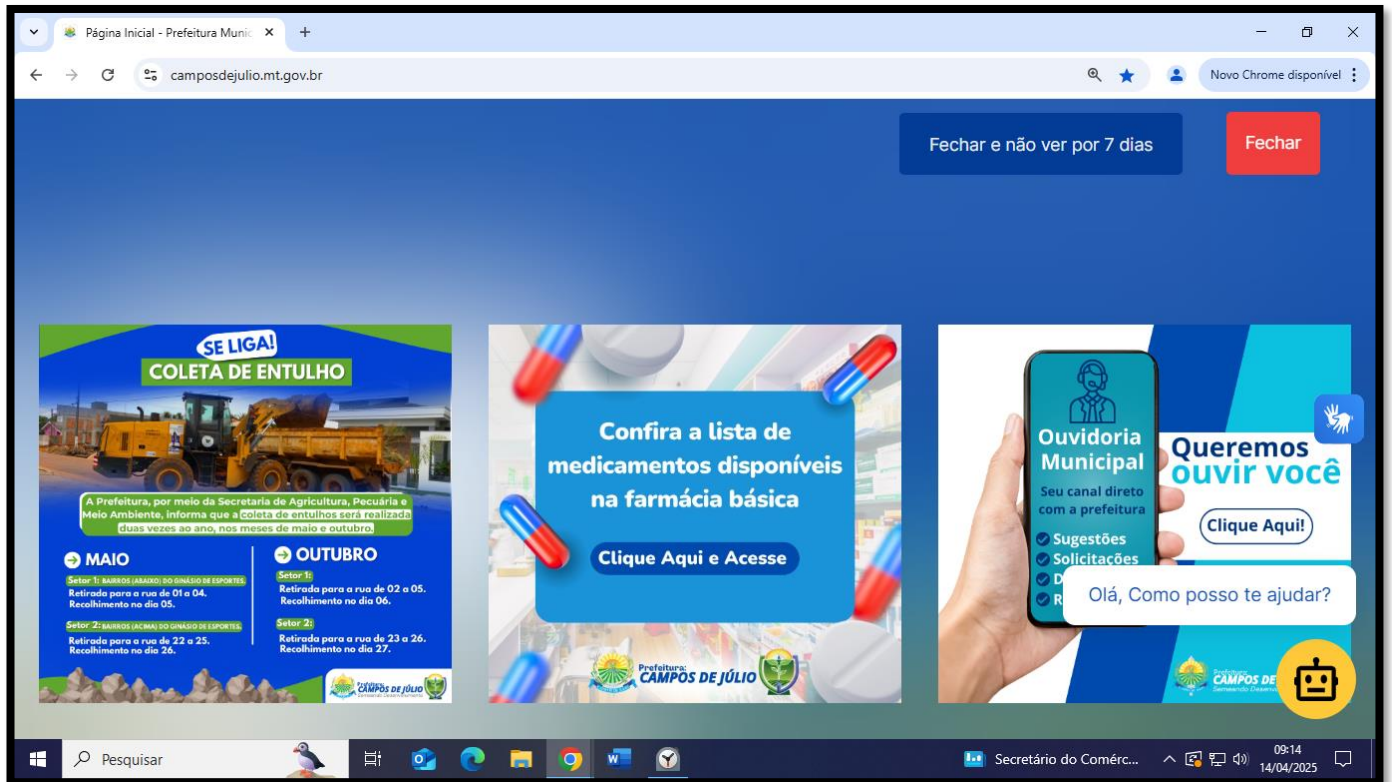 Página Inicial - Prefeitura Munic
camposdejulio.mt.gov.br
Novo Chrome disponível
Fechar e não ver por 7 dias
Fechar
SE LIGA!
COLETA DE ENTULHO
A Prefeitura, por meio da Secretaria de Agricultura, Pecuária e
Meio Ambiente, informa que a coleta de entulhos será realizada
duas vezes ao ano, nos meses de maio e outubro.
MAIO
Setor 1: BAIRROS (ABAIXO) DO GINÁSIO DE ESPORTES.
Retirada para a rua de 01 a 04.
Recolhimento no dia 05.
Setor 2: BAIRROS (ACIMA) DO GINÁSIO DE ESPORTES.
Retirada para a rua de 22 a 25.
Recolhimento no dia 26.
OUTUBRO
Setor 1:
Retirada para a rua de 02 a 05.
Recolhimento no dia 06.
Setor 2:
Retirada para a rua de 23 a 26.
Recolhimento no dia 27.
Prefeitura:
CAMPOS DE JÚLIO
Confira a lista de
medicamentos disponíveis
na farmácia básica
Clique Aqui e Acesse
Prefeitura:
CAMPOS DE JÚLIO
Ouvidoria
Municipal
Seu canal direto
com a prefeitura
Sugestões
Solicitações
D
R
Queremos
ouvir você
Clique Aqui!
Olá, Como posso te ajudar?
Prefeitura:
CAMPOS DE
Pesquisar
Secretário do Comérc...
09:14
14/04/2025